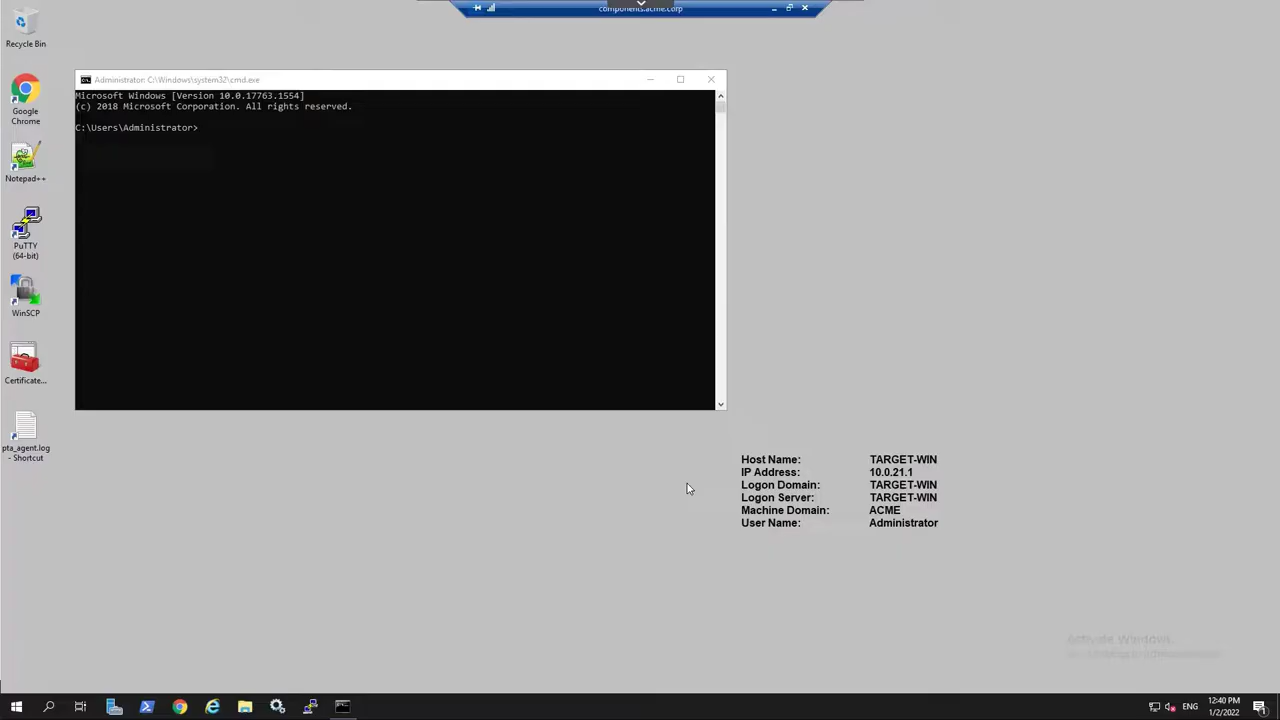 components.acme.corp
Recycle Bin
Google
Chrome
Notepad++
PuTTY
(64-bit)
WinSCP
Certificate...
pta_agent.log
- Shortcut
Administrator: C:\Windows\system32\cmd.exe
Microsoft Windows [Version 10.0.17763.1554]
(c) 2018 Microsoft Corporation. All rights reserved.
C:\Users\Administrator>
Host Name: TARGET-WIN
IP Address: 10.0.21.1
Logon Domain: TARGET-WIN
Logon Server: TARGET-WIN
Machine Domain: ACME
User Name: Administrator
Activate Windows
ENG
12:40 PM
1/2/2022